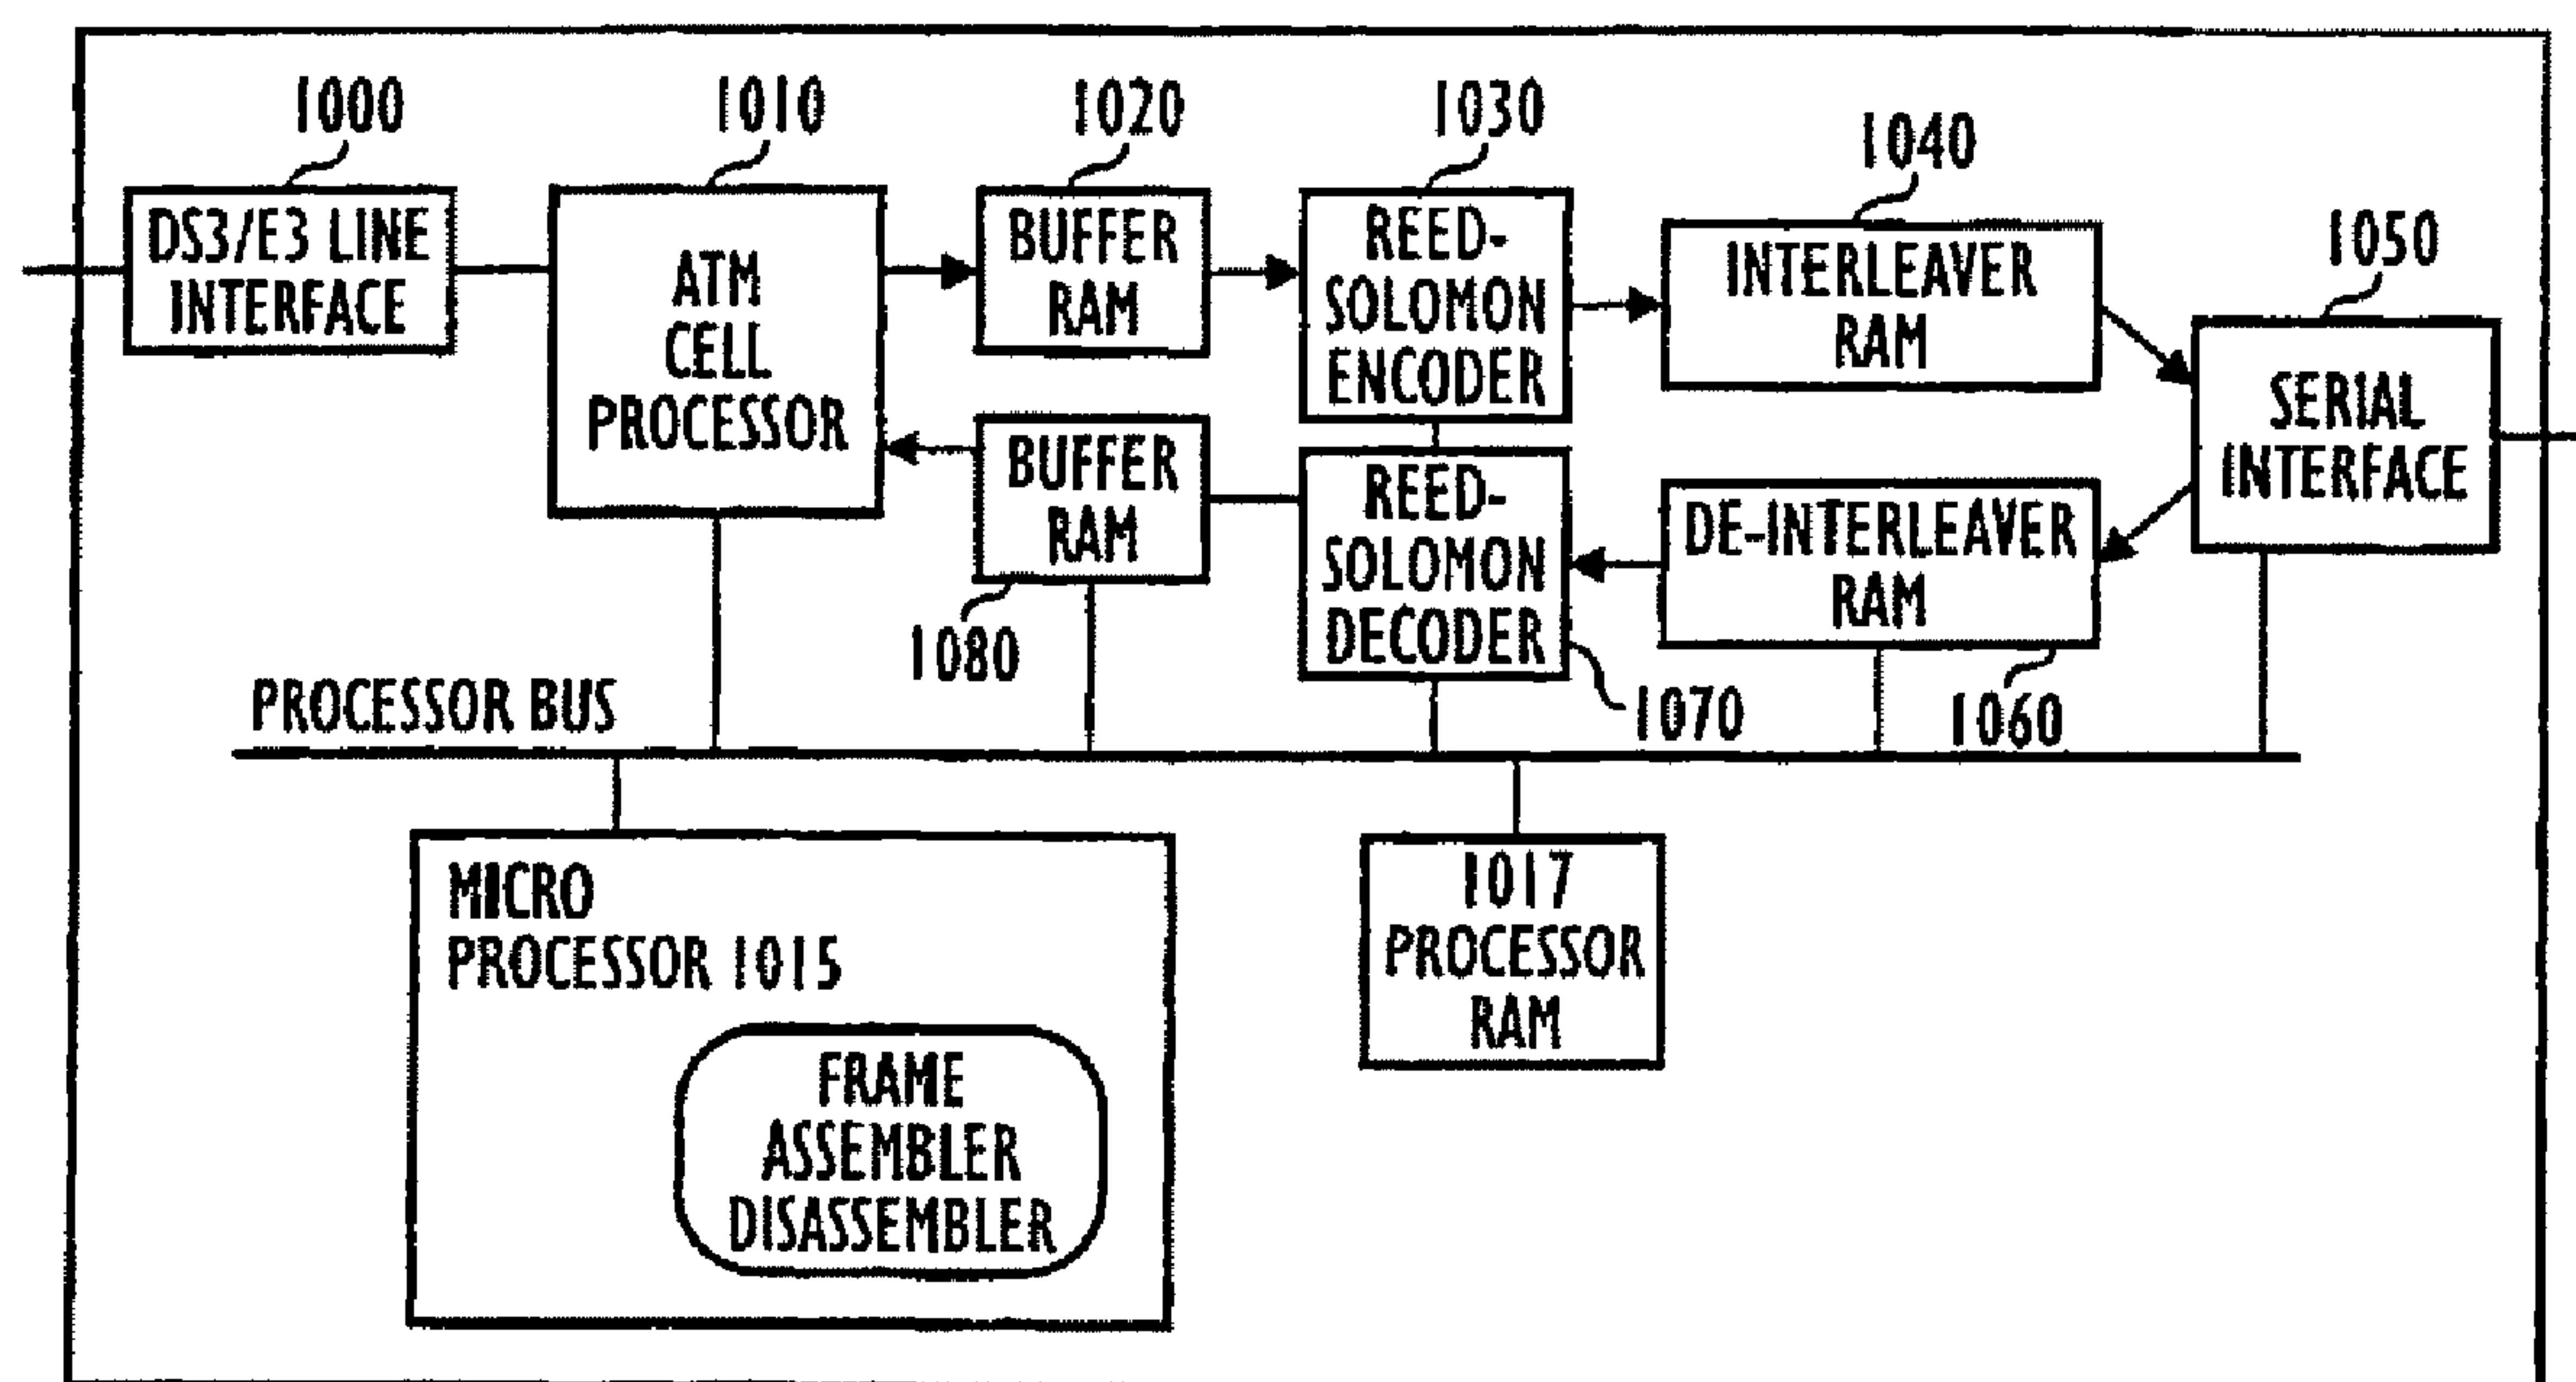 1000
1010
1020
1030
1040
1050
DS3/E3 LINE
INTERFACE
ATM
CELL
PROCESSOR
BUFFER
RAM
REED-
SOLOMON
ENCODER
INTERLEAVER
RAM
SERIAL
INTERFACE
BUFFER
RAM
REED-
SOLOMON
DECODER
DE-INTERLEAVER
RAM
1080
1070
1060
PROCESSOR BUS
MICRO
PROCESSOR 1015
FRAME
ASSEMBLER
DISASSEMBLER
1017
PROCESSOR
RAM